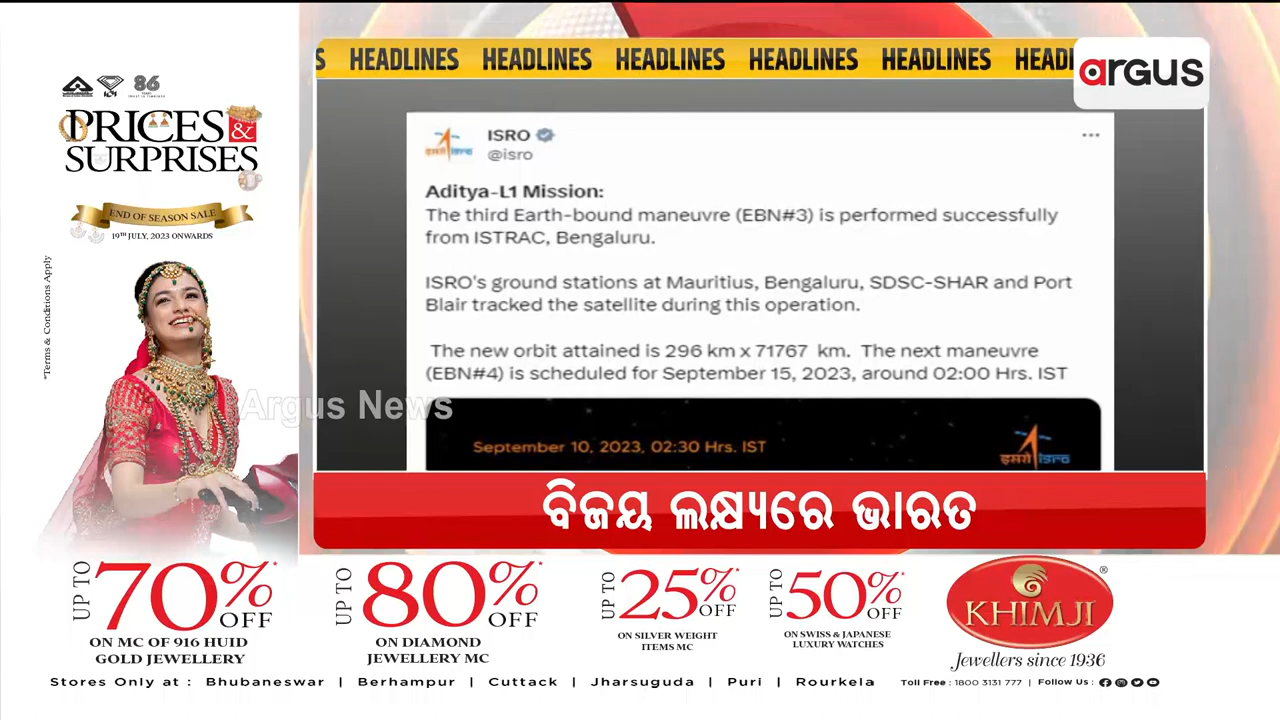 S HEADLINES HEADLINES HEADLINES HEADLINES HEADLINES HEADL
argus
86
PRICES &
SURPRISES
END OF SEASON SALE
19TH JULY, 2023 ONWARDS
*Terms & Conditions Apply
ISRO
@isro
Aditya-L1 Mission:
The third Earth-bound maneuvre (EBN#3) is performed successfully
from ISTRAC, Bengaluru.
ISRO's ground stations at Mauritius, Bengaluru, SDSC-SHAR and Port
Blair tracked the satellite during this operation.
The new orbit attained is 296 km x 71767 km. The next maneuvre
(EBN#4) is scheduled for September 15, 2023, around 02:00 Hrs. IST
Argus News
September 10, 2023, 02:30 Hrs. IST
इसरो isro
ବିଜୟ ଲକ୍ଷ୍ୟରେ ଭାରତ
UP TO 70%* OFF
ON MC OF 916 HUID
GOLD JEWELLERY
UP TO 80%* OFF
ON DIAMOND
JEWELLERY MC
UP TO 25%* OFF
ON SILVER WEIGHT
ITEMS MC
UP TO 50%* OFF
ON SWISS & JAPANESE
LUXURY WATCHES
KHIMJI ®
Jewellers since 1936
Stores Only at : Bhubaneswar | Berhampur | Cuttack | Jharsuguda | Puri | Rourkela
Toll Free : 1800 3131 777 | Follow Us :